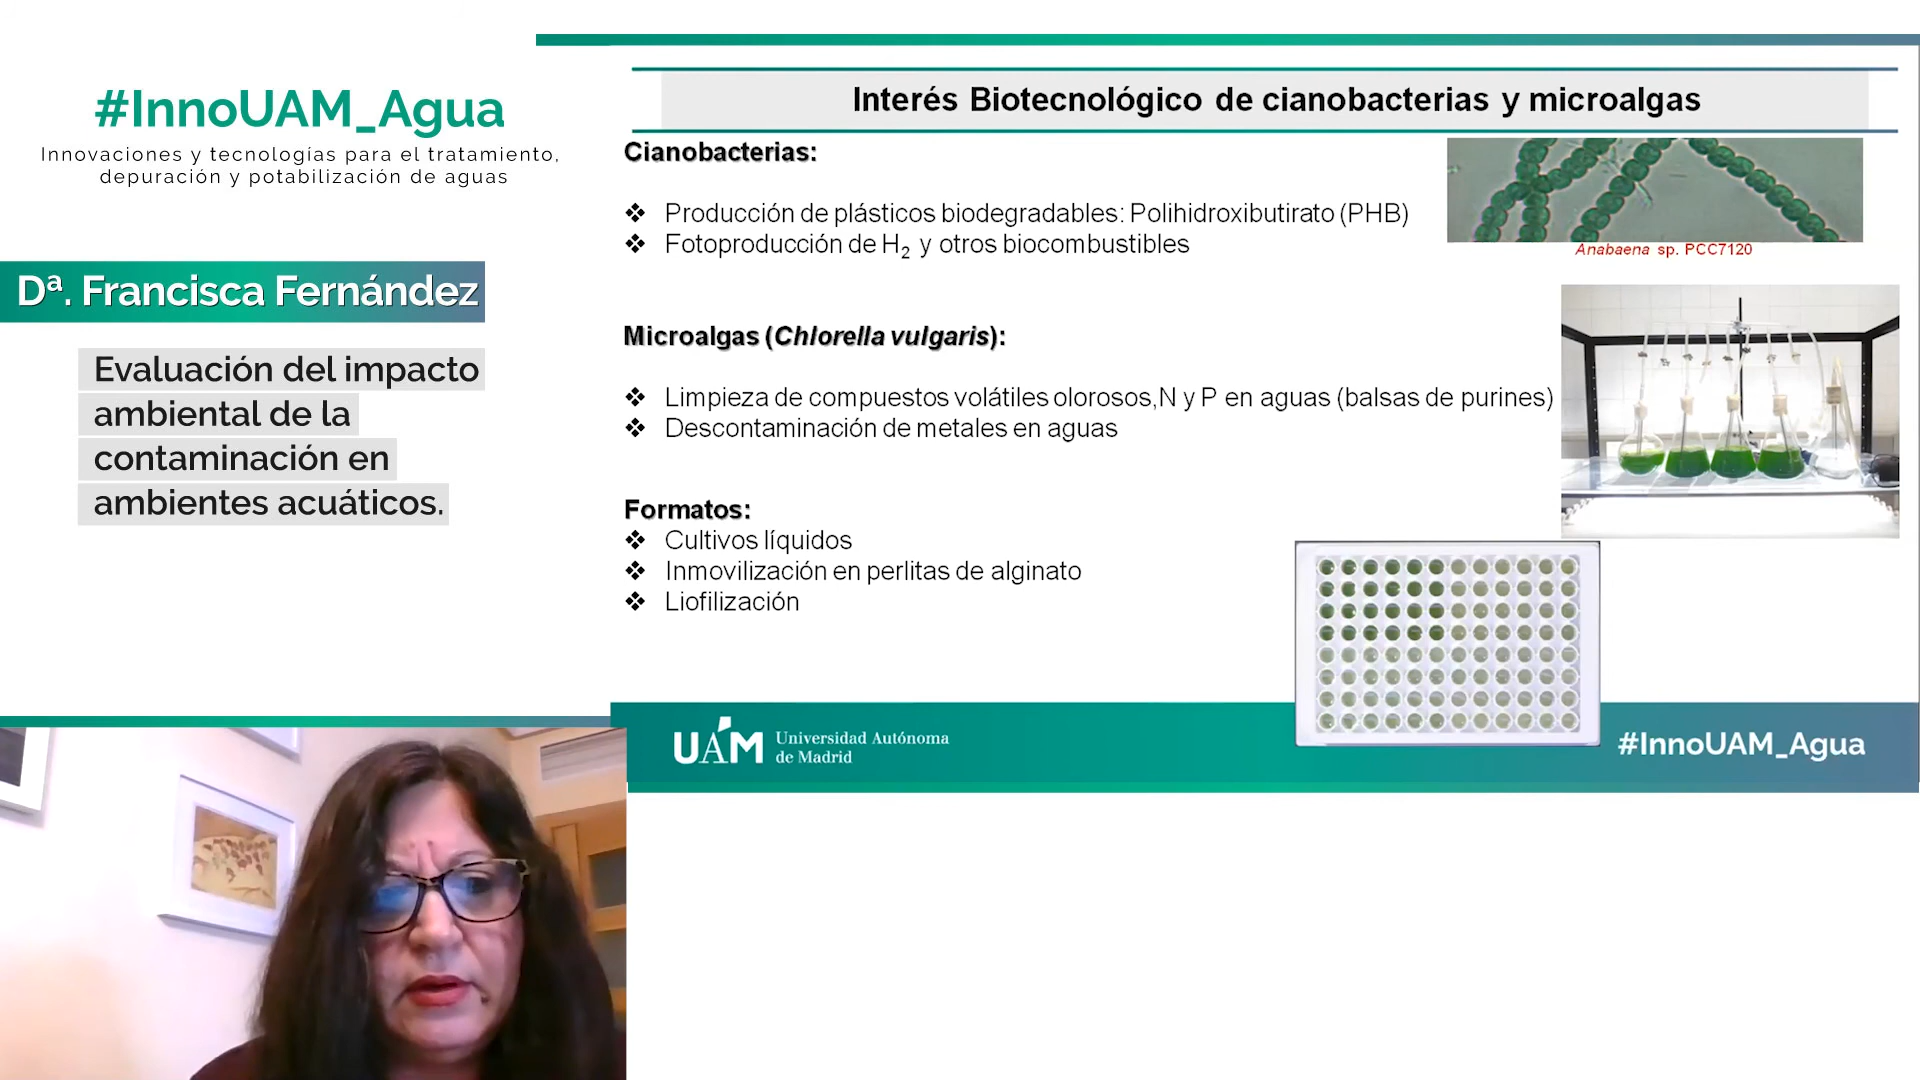 #InnoUAM_Agua
Innovaciones y tecnologías para el tratamiento,
depuración y potabilización de aguas
Dª. Francisca Fernández
Evaluación del impacto
ambiental de la
contaminación en
ambientes acuáticos.
Interés Biotecnológico de cianobacterias y microalgas
Cianobacterias:
❖ Producción de plásticos biodegradables: Polihidroxibutirato (PHB)
❖ Fotoproducción de H₂ y otros biocombustibles
Anabaena sp. PCC7120
Microalgas (Chlorella vulgaris):
❖ Limpieza de compuestos volátiles olorosos,N y P en aguas (balsas de purines)
❖ Descontaminación de metales en aguas
Formatos:
❖ Cultivos líquidos
❖ Inmovilización en perlitas de alginato
❖ Liofilización
UAM Universidad Autónoma
de Madrid
#InnoUAM_Agua